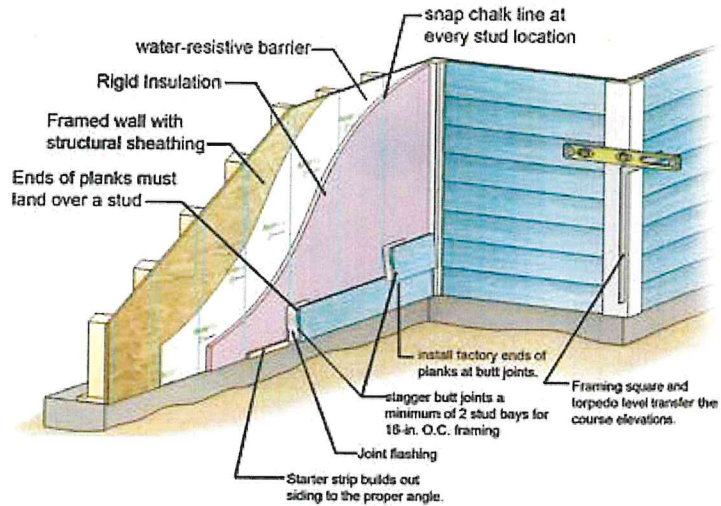 snap chalk line at
every stud location
water-resistive barrier
Rigid Insulation
Framed wall with
structural sheathing
Ends of planks must
land over a stud
install factory ends of
planks at butt joints.
Framing square and
torpedo level transfer the
course elevations.
stagger butt joints a
minimum of 2 stud bays for
16-in. O.C. framing
Joint flashing
Starter strip builds out
siding to the proper angle.